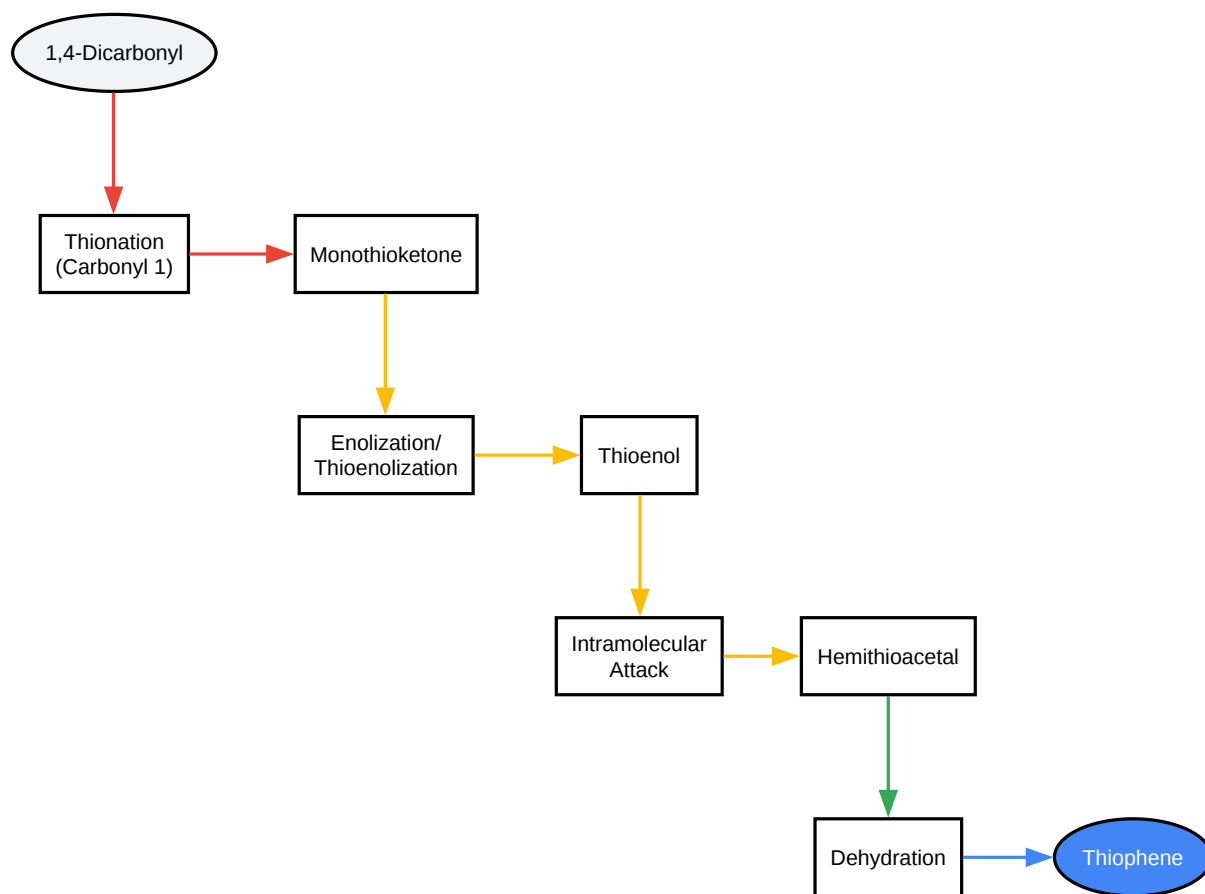 1,4-Dicarbonyl
Thionation
(Carbonyl 1)
Monothioketone
Enolization/
Thioenolization
Thioenol
Intramolecular
Attack
Hemithioacetal
Dehydration
Thiophene